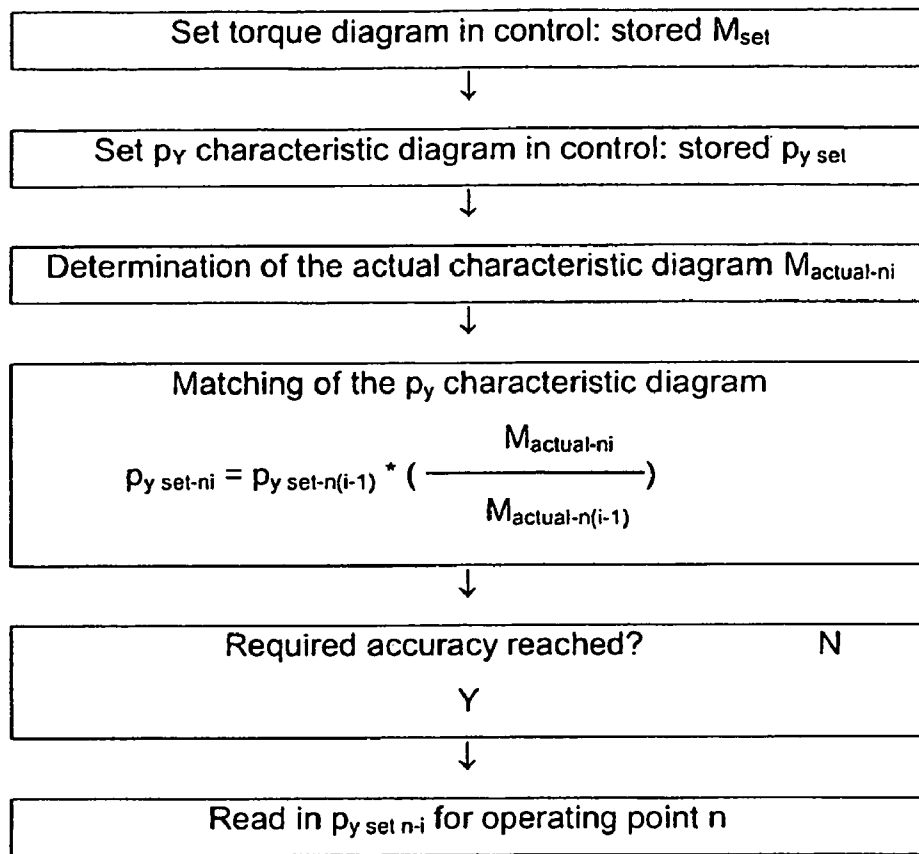 Set torque diagram in control: stored M_set
↓
Set p_Y characteristic diagram in control: stored p_y set
↓
Determination of the actual characteristic diagram M_actual-ni
↓
Matching of the p_y characteristic diagram
M_actual-ni
p_y set-ni = p_y set-n(i-1) * ( ——— )
M_actual-n(i-1)
↓
Required accuracy reached? N
Y
↓
Read in p_y set n-i for operating point n